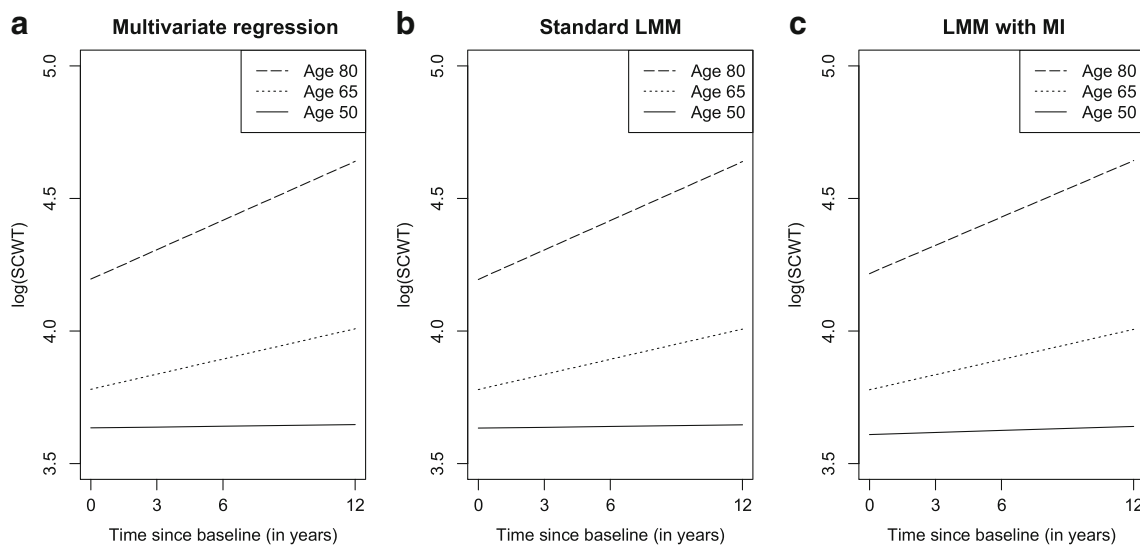 a
Multivariate regression
5.0
4.5
4.0
3.5
log(SCWT)
Age 80
Age 65
Age 50
0 3 6 12
Time since baseline (in years)
b
Standard LMM
5.0
4.5
4.0
3.5
log(SCWT)
Age 80
Age 65
Age 50
0 3 6 12
Time since baseline (in years)
c
LMM with MI
5.0
4.5
4.0
3.5
log(SCWT)
Age 80
Age 65
Age 50
0 3 6 12
Time since baseline (in years)